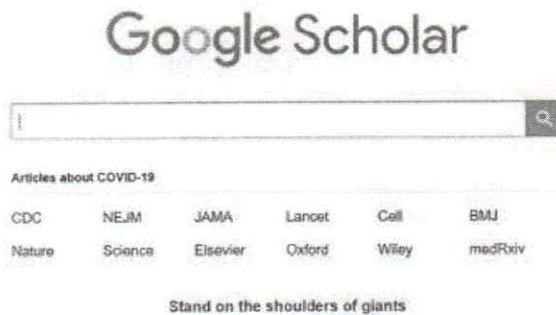 Google Scholar
Articles about COVID-19
CDC NEJM JAMA Lancet Cell BMJ
Nature Science Elsevier Oxford Wiley medRxiv
Stand on the shoulders of giants